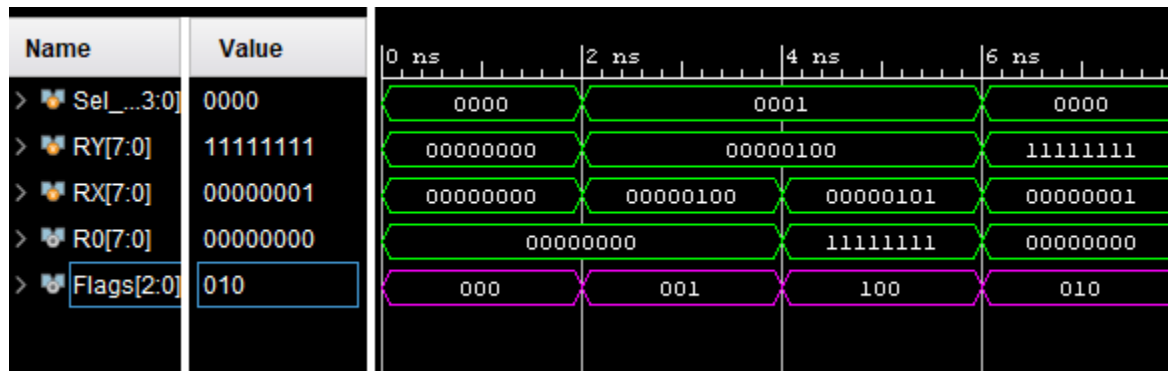 Name Value 0 ns 2 ns 4 ns 6 ns
> Sel_...3:0] 0000 0000 0001 0000
> RY[7:0] 11111111 00000000 00000100 11111111
> RX[7:0] 00000001 00000000 00000100 00000101 00000001
> R0[7:0] 00000000 00000000 11111111 00000000
> Flags[2:0] 010 000 001 100 010